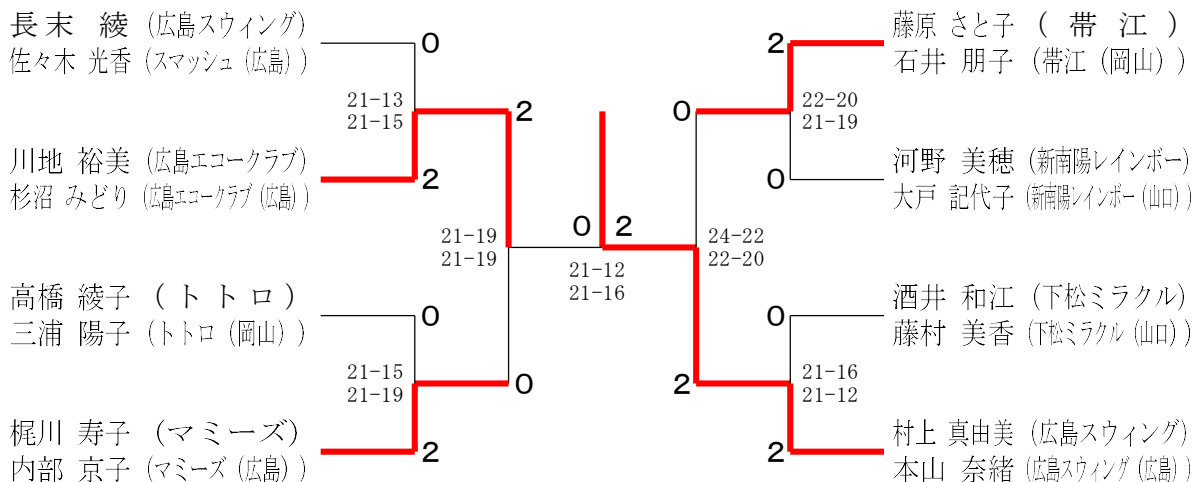 長末 綾 (広島スウィング)
佐々木 光香 (スマッシュ (広島) )
0
21-13
21-15
2
川地 裕美 (広島エコークラブ)
杉沼 みどり (広島エコークラブ (広島) )
2
21-19
21-19
高橋 綾子 (トトロ)
三浦 陽子 (トトロ (岡山) )
0
21-15
21-19
0
梶川 寿子 (マミーズ)
内部 京子 (マミーズ (広島) )
2
0 2
21-12
21-16
藤原 さと子 (帯江)
石井 朋子 (帯江 (岡山) )
2
0
22-20
21-19
河野 美穂 (新南陽レインボー)
大戸 記代子 (新南陽レインボー (山口) )
0
24-22
22-20
酒井 和江 (下松ミラクル)
藤村 美香 (下松ミラクル (山口) )
0
2
21-16
21-12
村上 真由美 (広島スウィング)
本山 奈緒 (広島スウィング (広島) )
2